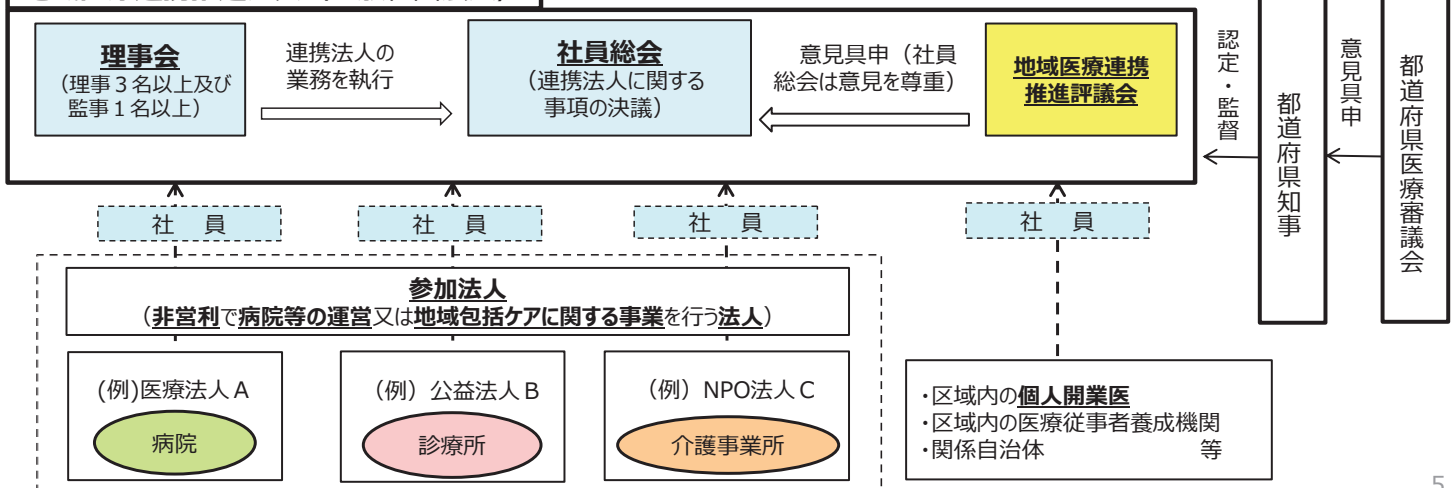 理事会
(理事3名以上及び
監事1名以上)
連携法人の
業務を執行
社員総会
(連携法人に関する
事項の決議)
意見具申(社員
総会は意見を尊重)
地域医療連携
推進評議会
認定・監督
都道府県知事
意見具申
都道府県医療審議会
社 員
社 員
社 員
社 員
参加法人
(非営利で病院等の運営又は地域包括ケアに関する事業を行う法人)
(例)医療法人A
病院
(例)公益法人B
診療所
(例)NPO法人C
介護事業所
・区域内の個人開業医
・区域内の医療従事者養成機関
・関係自治体 等
5